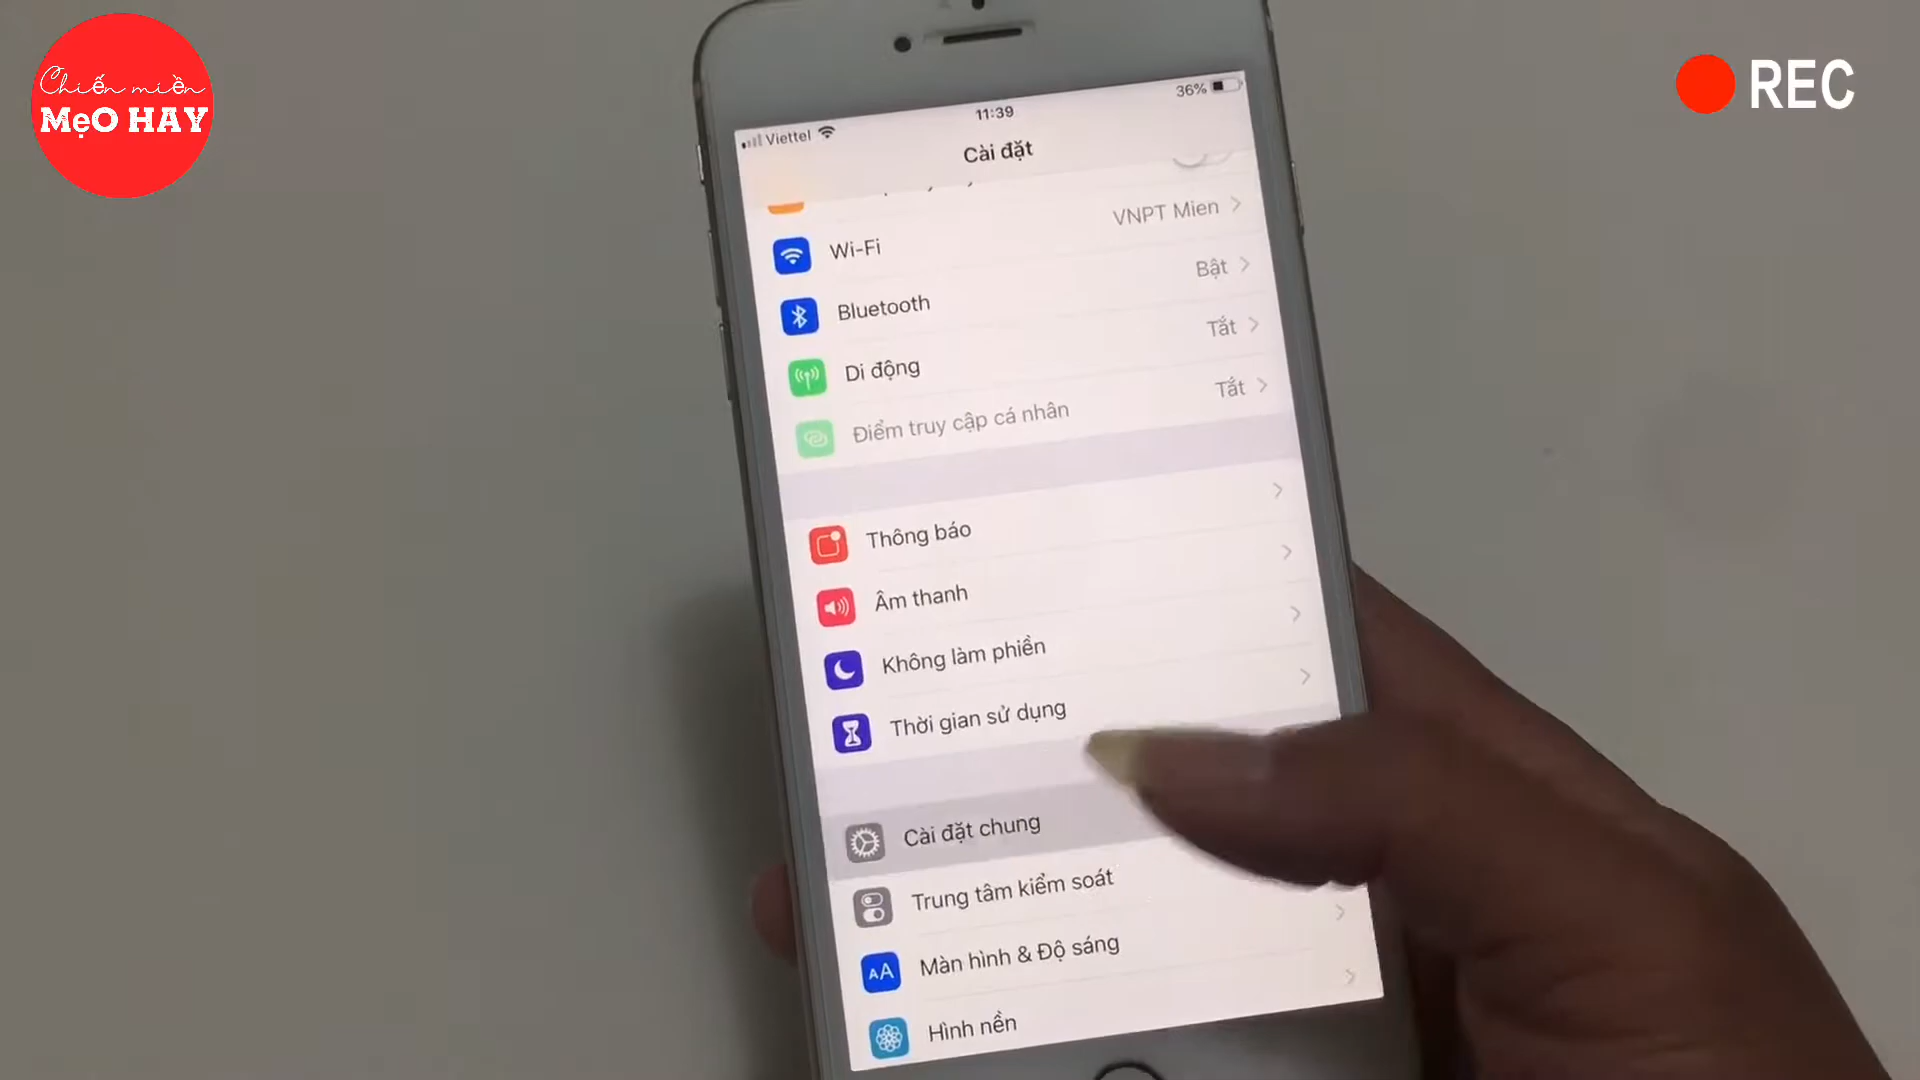 Chiến miền
MẹO HAY
REC
Viettel
11:39
36%
Cài đặt
Wi-Fi
VNPT Mien
Bluetooth
Bật
Di động
Tắt
Điểm truy cập cá nhân
Tắt
Thông báo
Âm thanh
Không làm phiền
Thời gian sử dụng
Cài đặt chung
Trung tâm kiểm soát
AA
Màn hình & Độ sáng
Hình nền